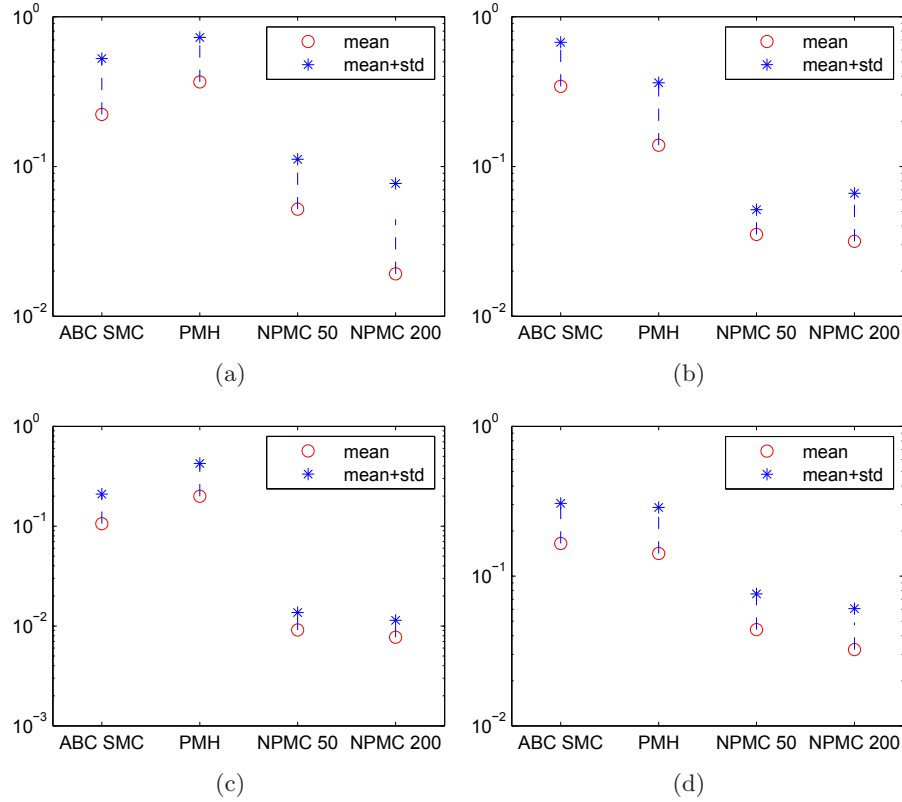 10^0
10^-1
10^-2
mean
mean+std
ABC SMC PMH NPMC 50 NPMC 200
(a)
10^0
10^-1
10^-2
mean
mean+std
ABC SMC PMH NPMC 50 NPMC 200
(b)
10^0
10^-1
10^-2
10^-3
mean
mean+std
ABC SMC PMH NPMC 50 NPMC 200
(c)
10^0
10^-1
10^-2
mean
mean+std
ABC SMC PMH NPMC 50 NPMC 200
(d)